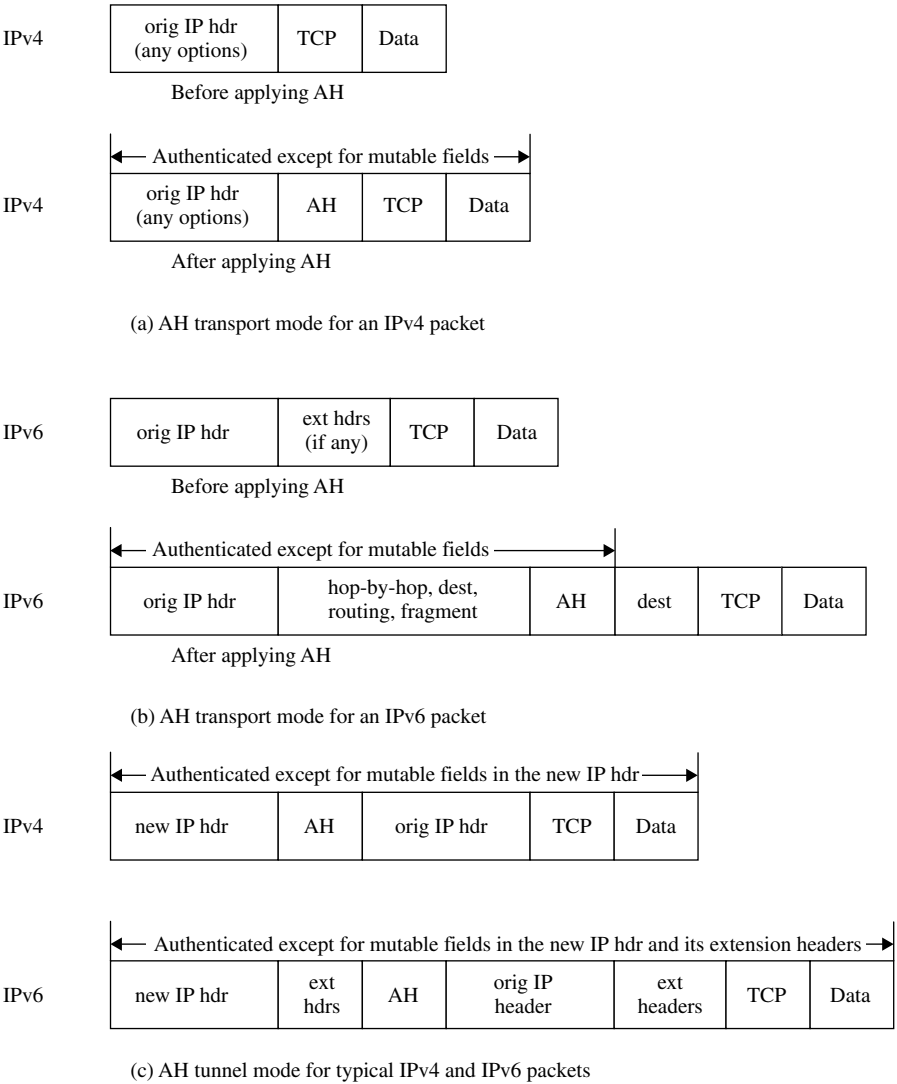 IPv4
orig IP hdr
(any options)
TCP
Data
Before applying AH
Authenticated except for mutable fields
IPv4
orig IP hdr
(any options)
AH
TCP
Data
After applying AH
(a) AH transport mode for an IPv4 packet
IPv6
orig IP hdr
ext hdrs
(if any)
TCP
Data
Before applying AH
Authenticated except for mutable fields
IPv6
orig IP hdr
hop-by-hop, dest,
routing, fragment
AH
dest
TCP
Data
After applying AH
(b) AH transport mode for an IPv6 packet
Authenticated except for mutable fields in the new IP hdr
IPv4
new IP hdr
AH
orig IP hdr
TCP
Data
Authenticated except for mutable fields in the new IP hdr and its extension headers
IPv6
new IP hdr
ext
hdrs
AH
orig IP
header
ext
headers
TCP
Data
(c) AH tunnel mode for typical IPv4 and IPv6 packets